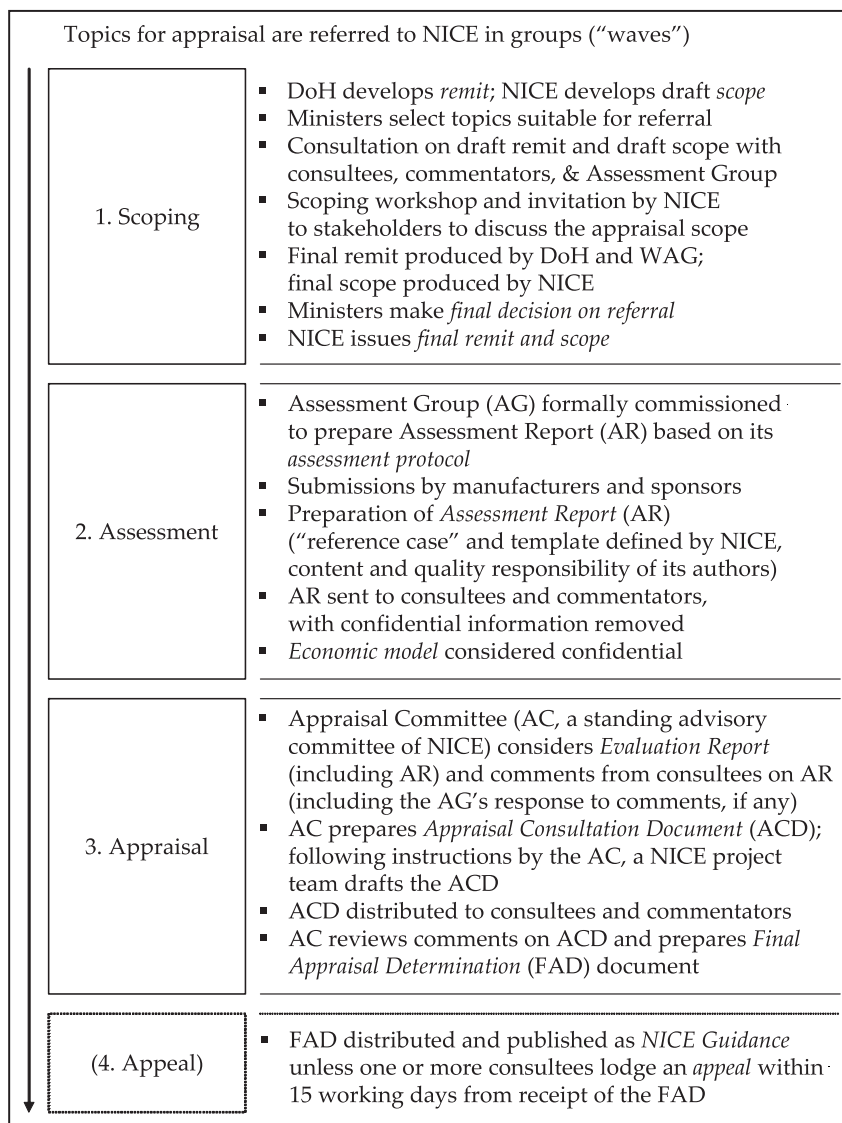 Topics for appraisal are referred to NICE in groups (“waves”)
1. Scoping
▪ DoH develops remit; NICE develops draft scope
▪ Ministers select topics suitable for referral
▪ Consultation on draft remit and draft scope with
consultees, commentators, & Assessment Group
▪ Scoping workshop and invitation by NICE
to stakeholders to discuss the appraisal scope
▪ Final remit produced by DoH and WAG;
final scope produced by NICE
▪ Ministers make final decision on referral
▪ NICE issues final remit and scope
2. Assessment
▪ Assessment Group (AG) formally commissioned
to prepare Assessment Report (AR) based on its
assessment protocol
▪ Submissions by manufacturers and sponsors
▪ Preparation of Assessment Report (AR)
(“reference case” and template defined by NICE,
content and quality responsibility of its authors)
▪ AR sent to consultees and commentators,
with confidential information removed
▪ Economic model considered confidential
3. Appraisal
▪ Appraisal Committee (AC, a standing advisory
committee of NICE) considers Evaluation Report
(including AR) and comments from consultees on AR
(including the AG’s response to comments, if any)
▪ AC prepares Appraisal Consultation Document (ACD);
following instructions by the AC, a NICE project
team drafts the ACD
▪ ACD distributed to consultees and commentators
▪ AC reviews comments on ACD and prepares Final
Appraisal Determination (FAD) document
(4. Appeal)
▪ FAD distributed and published as NICE Guidance
unless one or more consultees lodge an appeal within
15 working days from receipt of the FAD